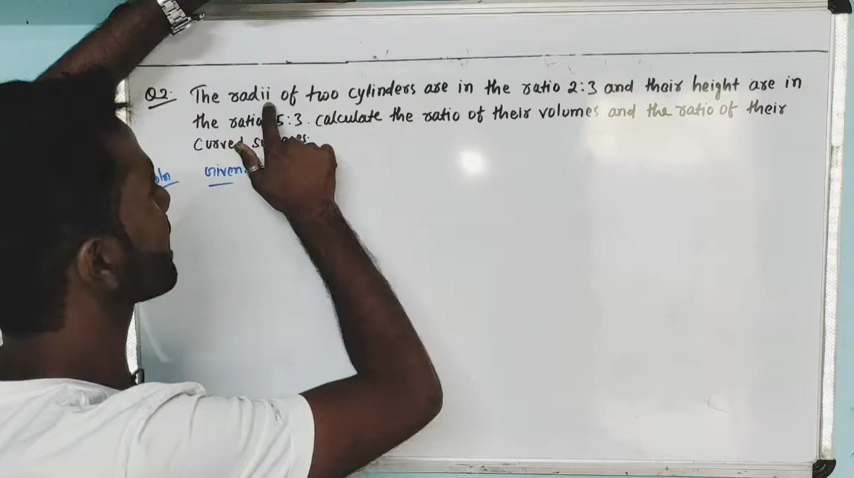 Q2. The radii of two cylinders are in the ratio 2:3 and their height are in
the ratio 5:3. calculate the ratio of their volumes and the ratio of their
Curved
Given